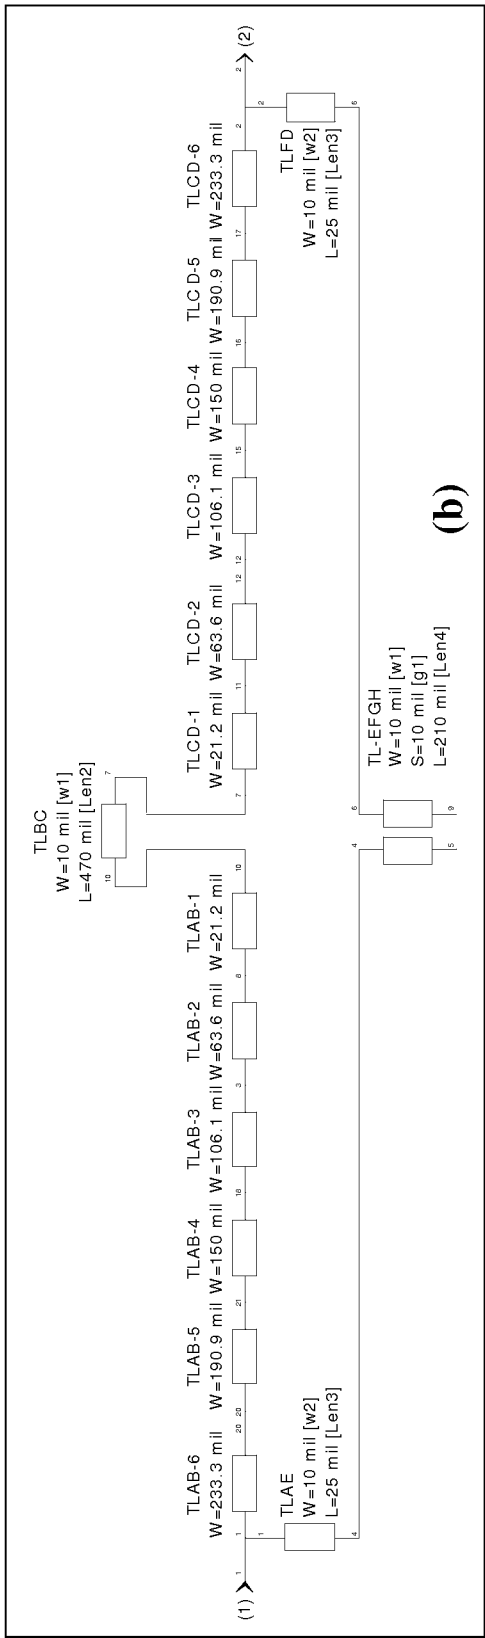 TLBC
W=10 mil [w1]
L=470 mil [Len2]
10
7
TLAB-6
W=233.3 mil
TLAB-5
W=190.9 mil
TLAB-4
W=150 mil
TLAB-3
W=106.1 mil
TLAB-2
W=63.6 mil
TLAB-1
W=21.2 mil
TLCD-1
W=21.2 mil
TLCD-2
W=63.6 mil
TLCD-3
W=106.1 mil
TLCD-4
W=150 mil
TLCD-5
W=190.9 mil
TLCD-6
W=233.3 mil
(1)
1
1
20
20
21
18
3
8
10
7
11
12
12
15
16
17
2
2
(2)
1
TLAE
W=10 mil [w2]
L=25 mil [Len3]
4
2
TLFD
W=10 mil [w2]
L=25 mil [Len3]
6
TL-EFGH
W=10 mil [w1]
S=10 mil [g1]
L=210 mil [Len4]
4
6
5
9
(b)